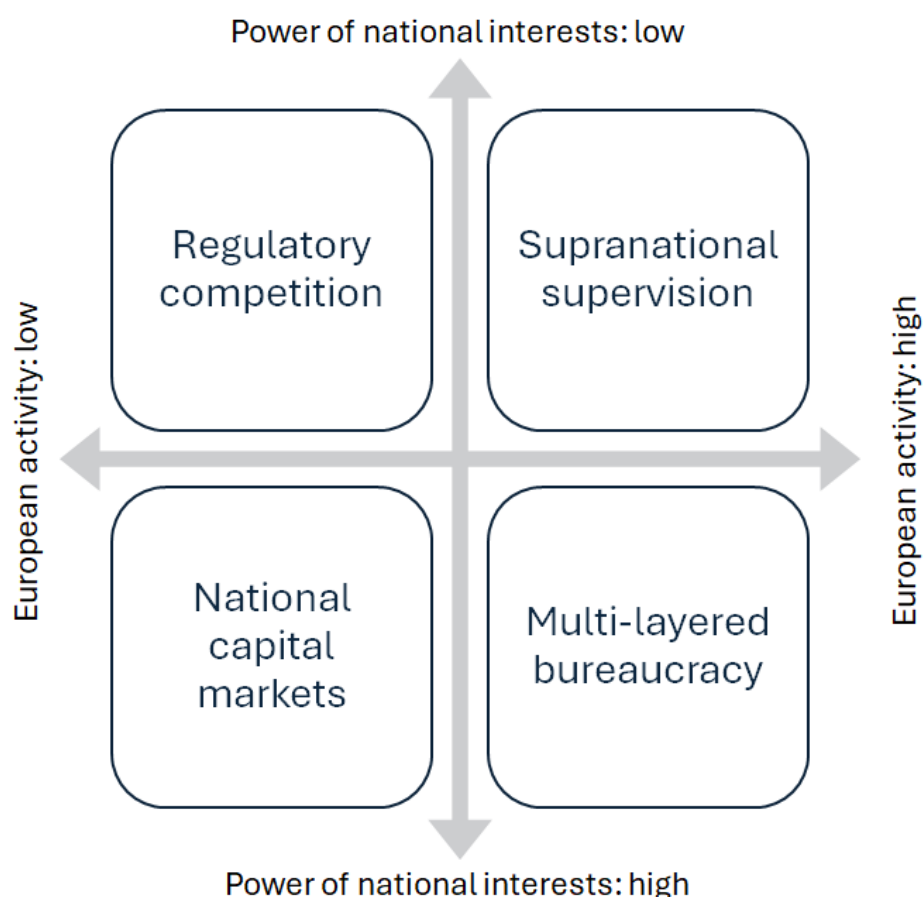 Power of national interests: low
Regulatory
competition
Supranational
supervision
European activity: low
European activity: high
National
capital
markets
Multi-layered
bureaucracy
Power of national interests: high